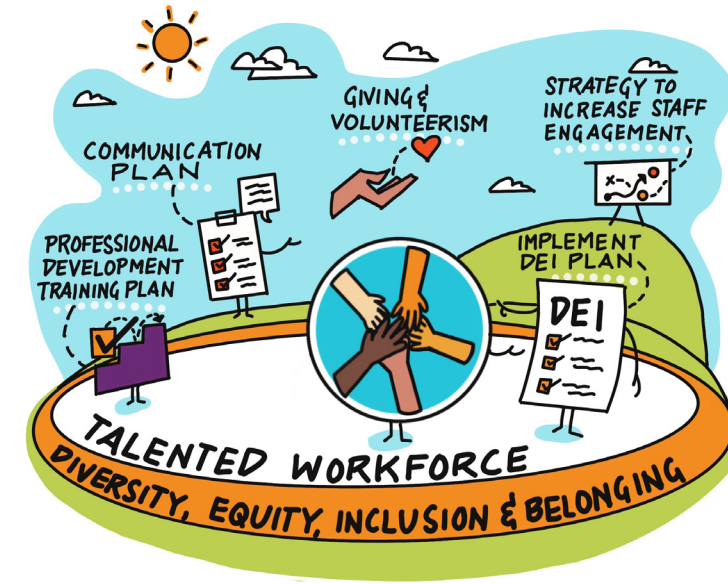 GIVING &
VOLUNTEERISM
STRATEGY TO
INCREASE STAFF
ENGAGEMENT
COMMUNICATION
PLAN
PROFESSIONAL
DEVELOPMENT
TRAINING PLAN
IMPLEMENT
DEI PLAN
DEI
TALENTED WORKFORCE
DIVERSITY, EQUITY, INCLUSION & BELONGING